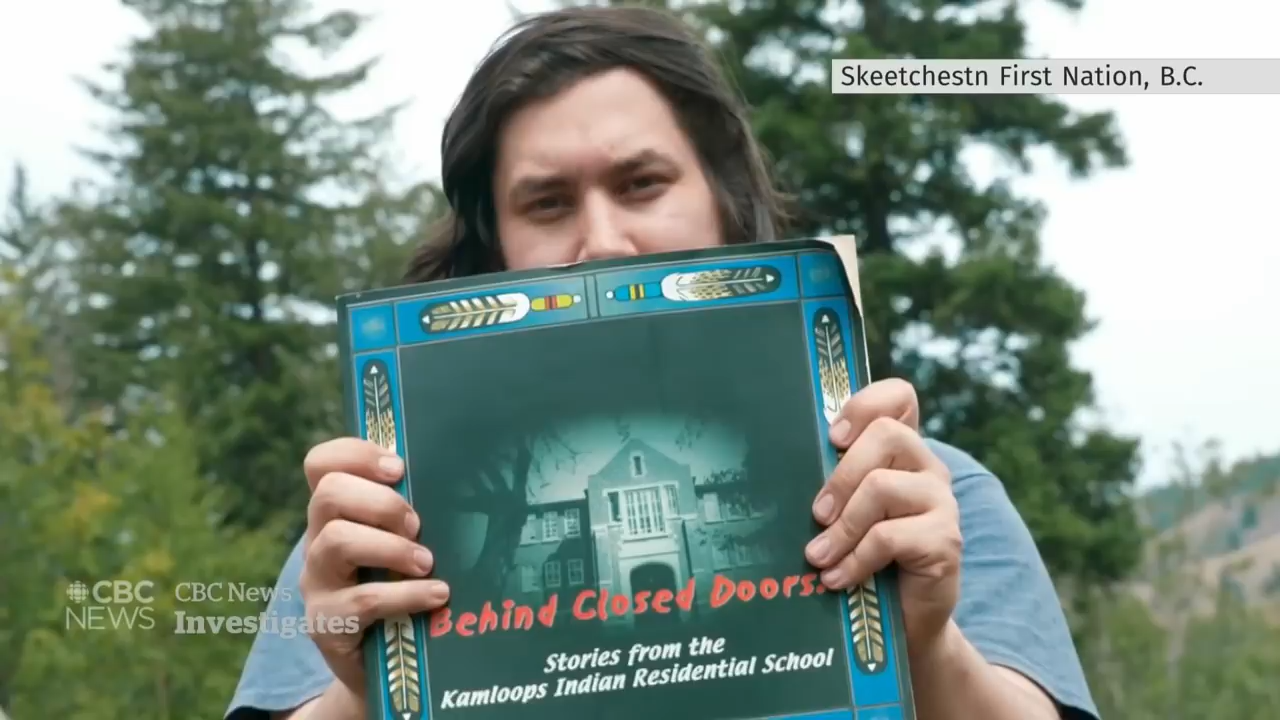 Skeetchestn First Nation, B.C.
Behind Closed Doors:
Stories from the
Kamloops Indian Residential School
CBC
NEWS
CBC News
Investigates